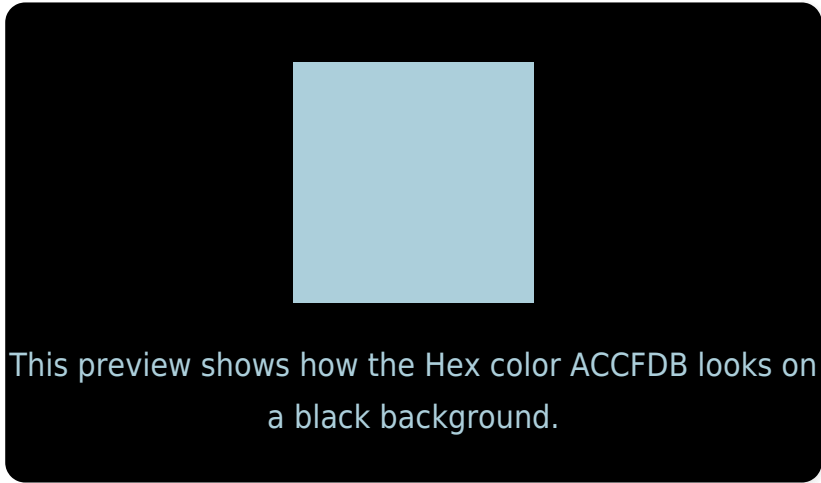 This preview shows how the Hex color ACCFDB looks on
a black background.